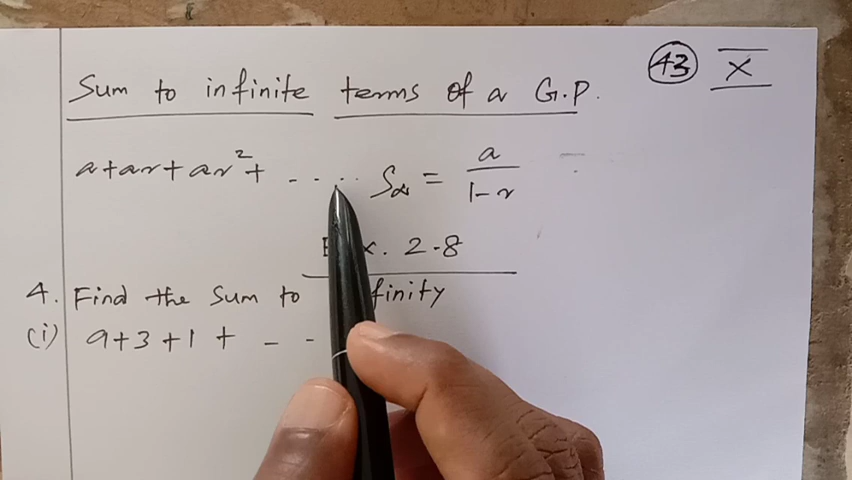 43 X
Sum to infinite terms of a G.P.
a+ar+ar²+ ..... S∞ = a/1-r
x. 2.8
4. Find the Sum to finity
(i) 9+3+1+ - -